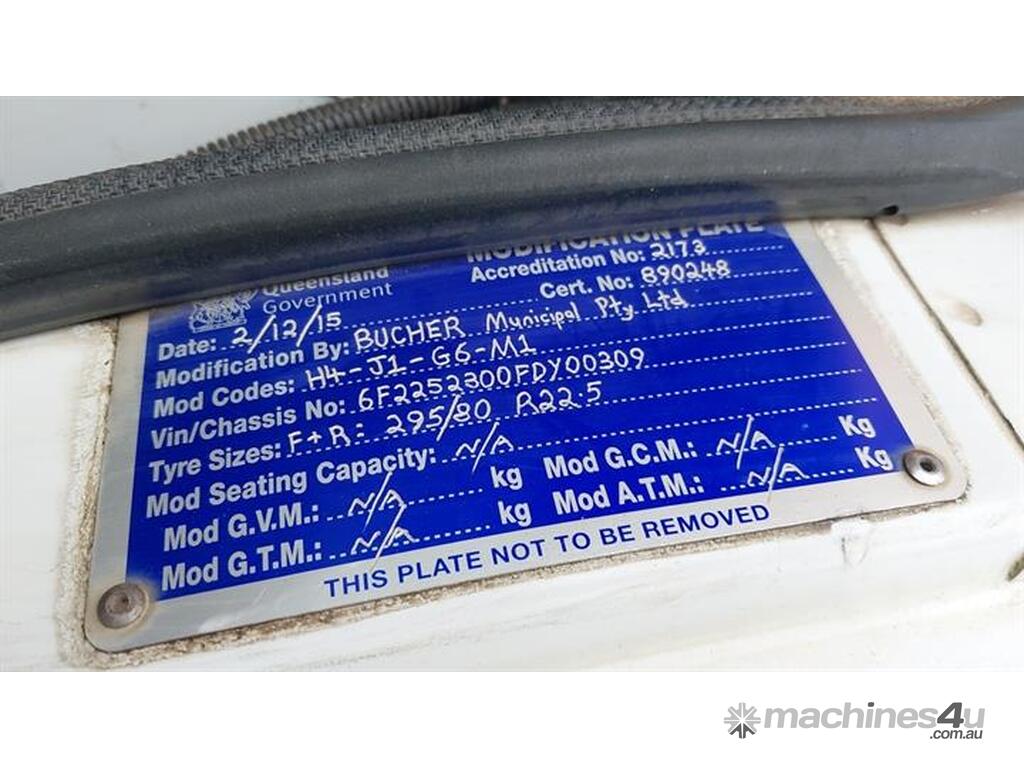 MODIFICATION PLATE
Queensland
Government
Accreditation No: 2173
Cert. No: 890248
Date: 2/12/15
Modification By: BUCHER Municipal Pty Ltd
Mod Codes: H4-J1-G6-M1
Vin/Chassis No: 6F2252300FDY00309
Tyre Sizes: F+R: 295/80 R22.5
Mod Seating Capacity: N/A
Mod G.V.M.: N/A kg Mod G.C.M.: N/A Kg
Mod G.T.M.: N/A kg Mod A.T.M.: N/A Kg
THIS PLATE NOT TO BE REMOVED
machines4u
.com.au